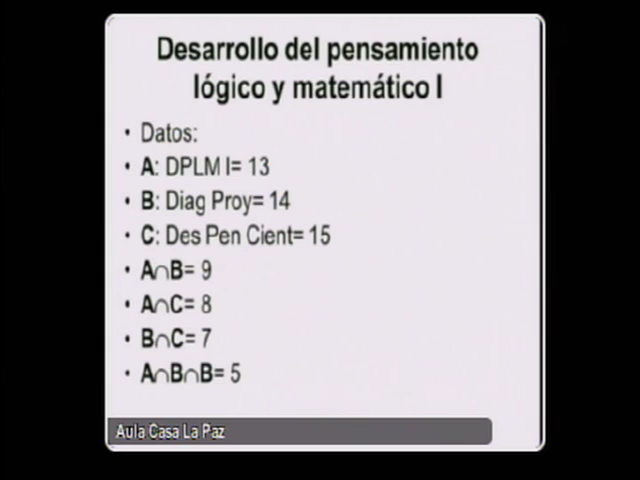 Desarrollo del pensamiento
lógico y matemático I
• Datos:
• A: DPLM I= 13
• B: Diag Proy= 14
• C: Des Pen Cient= 15
• A∩B= 9
• A∩C= 8
• B∩C= 7
• A∩B∩B= 5
Aula Casa La Paz